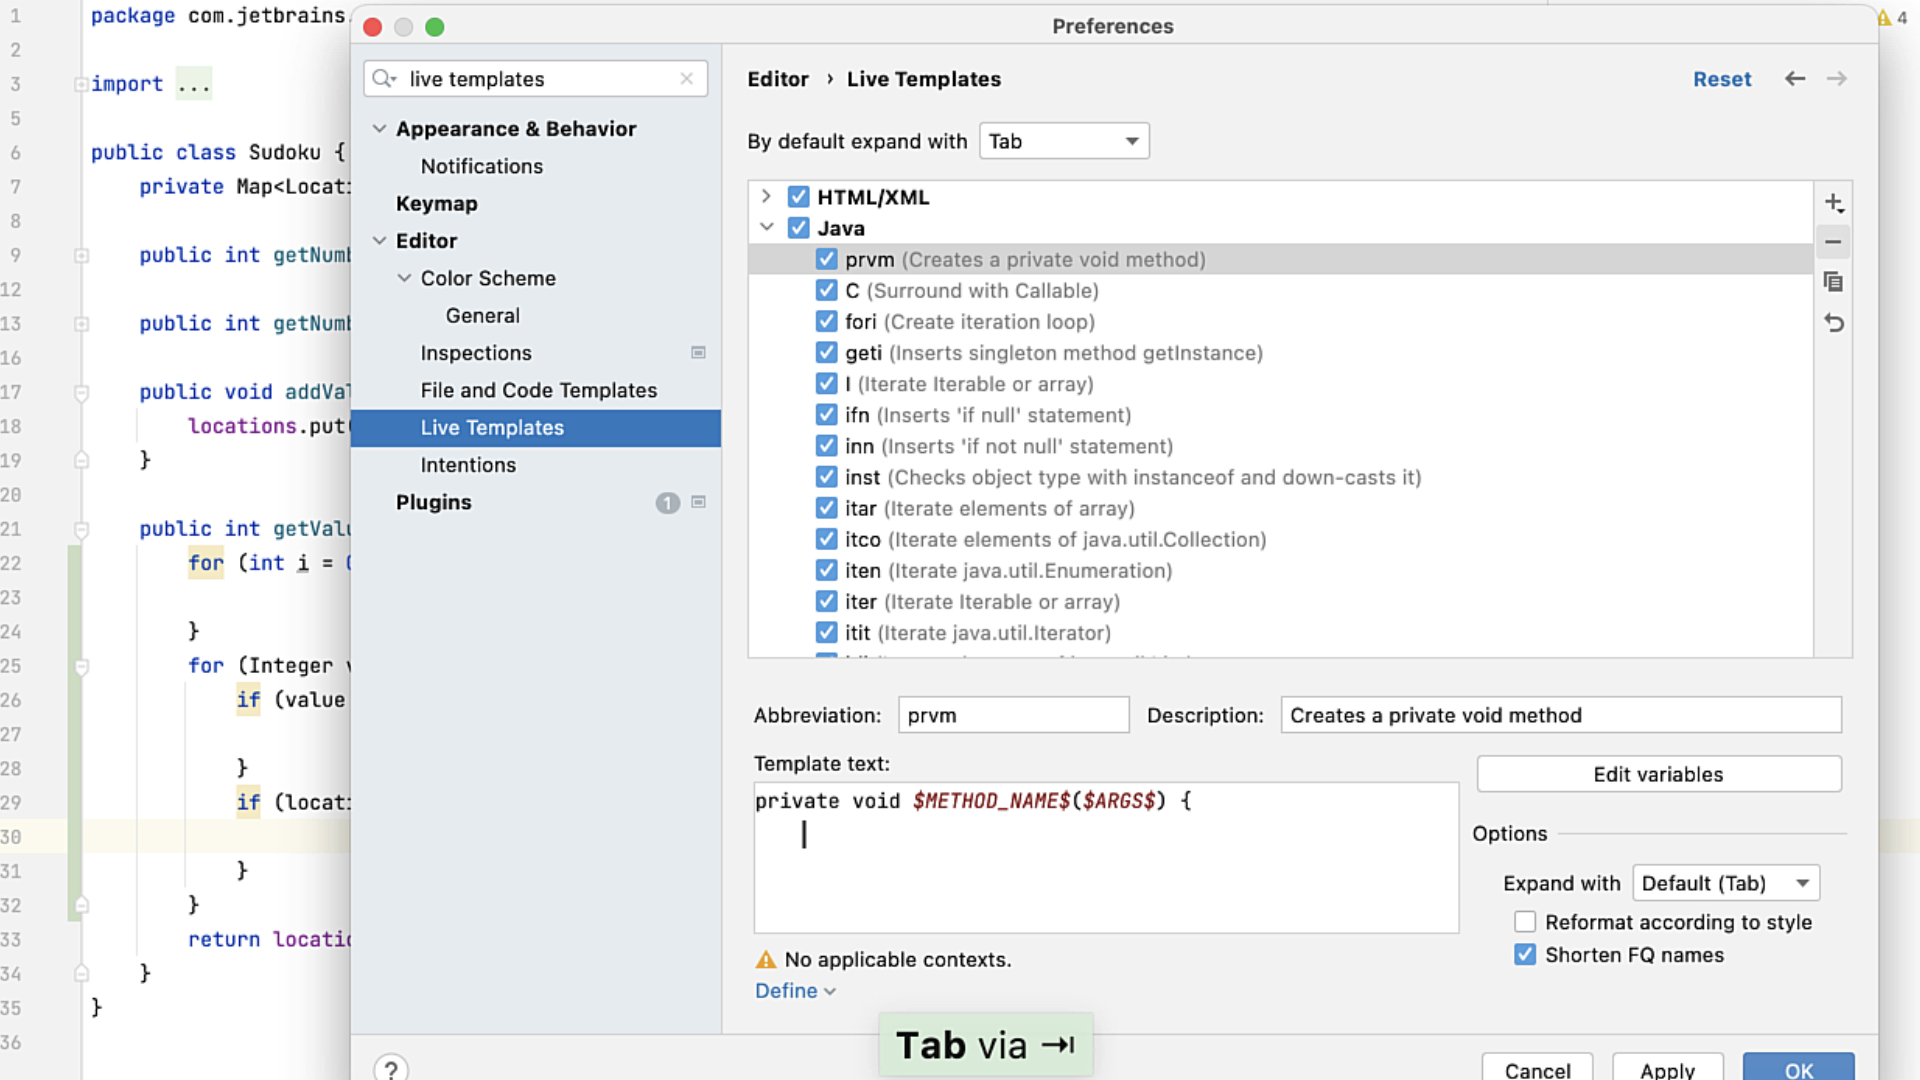 Preferences
1 package com.jetbrains.
2
3 import ...
5
6 public class Sudoku {
7 private Map<Locati
8
9 public int getNumb
12
13 public int getNumb
16
17 public void addVal
18 locations.put(
19 }
20
21 public int getValu
22 for (int i = 0
23
24 }
25 for (Integer v
26 if (value
27
28 }
29 if (locati
30
31 }
32 }
33 return locatio
34 }
35 }
36
4
live templates
Appearance & Behavior
Notifications
Keymap
Editor
Color Scheme
General
Inspections
File and Code Templates
Live Templates
Intentions
Plugins 1
Editor › Live Templates
Reset
By default expand with Tab
HTML/XML
Java
prvm (Creates a private void method)
C (Surround with Callable)
fori (Create iteration loop)
geti (Inserts singleton method getInstance)
I (Iterate Iterable or array)
ifn (Inserts 'if null' statement)
inn (Inserts 'if not null' statement)
inst (Checks object type with instanceof and down-casts it)
itar (Iterate elements of array)
itco (Iterate elements of java.util.Collection)
iten (Iterate java.util.Enumeration)
iter (Iterate Iterable or array)
itit (Iterate java.util.Iterator)
Abbreviation: prvm Description: Creates a private void method
Template text:
Edit variables
private void $METHOD_NAME$($ARGS$) {
Options
Expand with Default (Tab)
Reformat according to style
Shorten FQ names
No applicable contexts.
Define
Tab via ⇥
?
Cancel Apply OK